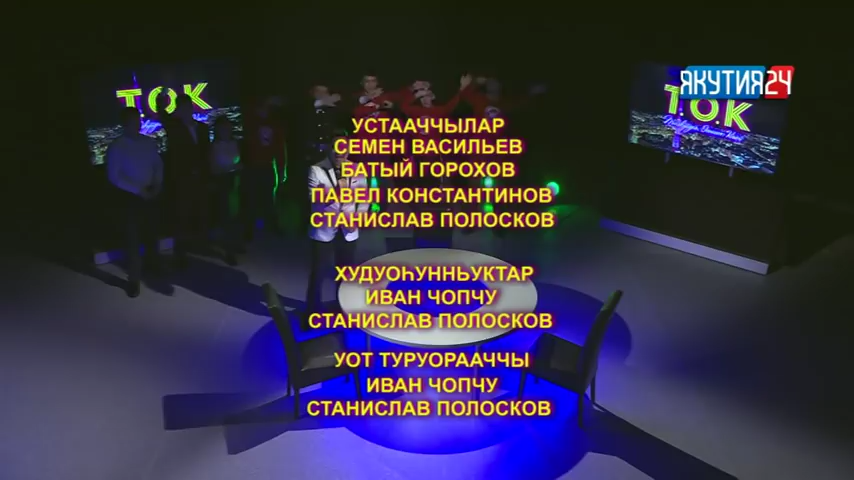 ЯКУТИЯ24
Т.О.К
Т.О.К
УСТААЧЧЫЛАР
СЕМЕН ВАСИЛЬЕВ
БАТЫЙ ГОРОХОВ
ПАВЕЛ КОНСТАНТИНОВ
СТАНИСЛАВ ПОЛОСКОВ
ХУДУОҺУННЬУКТАР
ИВАН ЧОПЧУ
СТАНИСЛАВ ПОЛОСКОВ
УОТ ТУРУОРААЧЧЫ
ИВАН ЧОПЧУ
СТАНИСЛАВ ПОЛОСКОВ